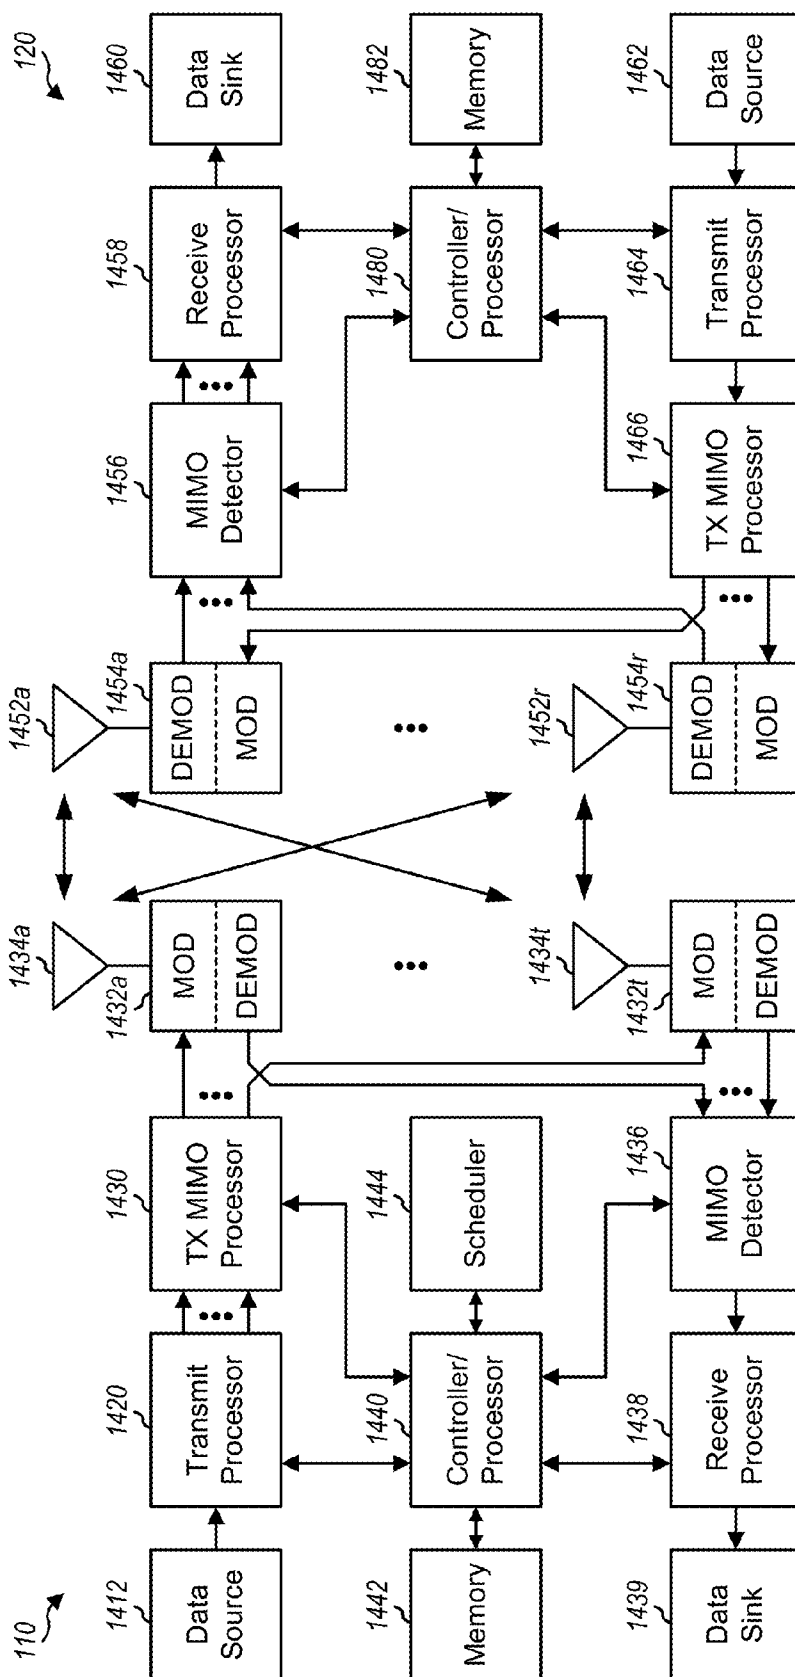 110
120
1412
Data
Source
1420
Transmit
Processor
1430
TX MIMO
Processor
1432a
MOD
DEMOD
1434a
1452a
1454a
DEMOD
MOD
1456
MIMO
Detector
1458
Receive
Processor
1460
Data
Sink
1442
Memory
1440
Controller/
Processor
1444
Scheduler
1480
Controller/
Processor
1482
Memory
1439
Data
Sink
1438
Receive
Processor
1436
MIMO
Detector
1432t
MOD
DEMOD
1434t
1452r
1454r
DEMOD
MOD
1466
TX MIMO
Processor
1464
Transmit
Processor
1462
Data
Source